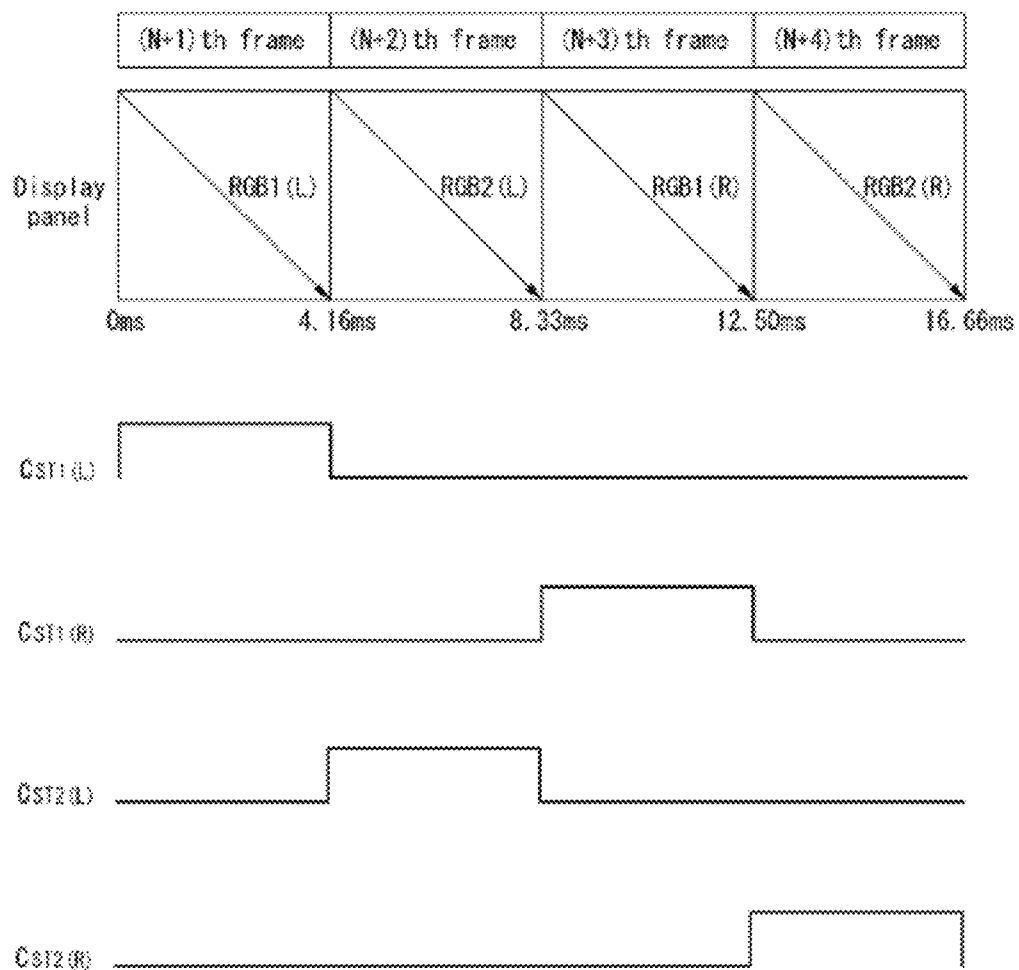 (N+1)th frame (N+2)th frame (N+3)th frame (N+4)th frame
Display
panel
RGB1(L) RGB2(L) RGB1(R) RGB2(R)
0ms 4.16ms 8.33ms 12.50ms 16.66ms
CST1(L)
CST1(R)
CST2(L)
CST2(R)